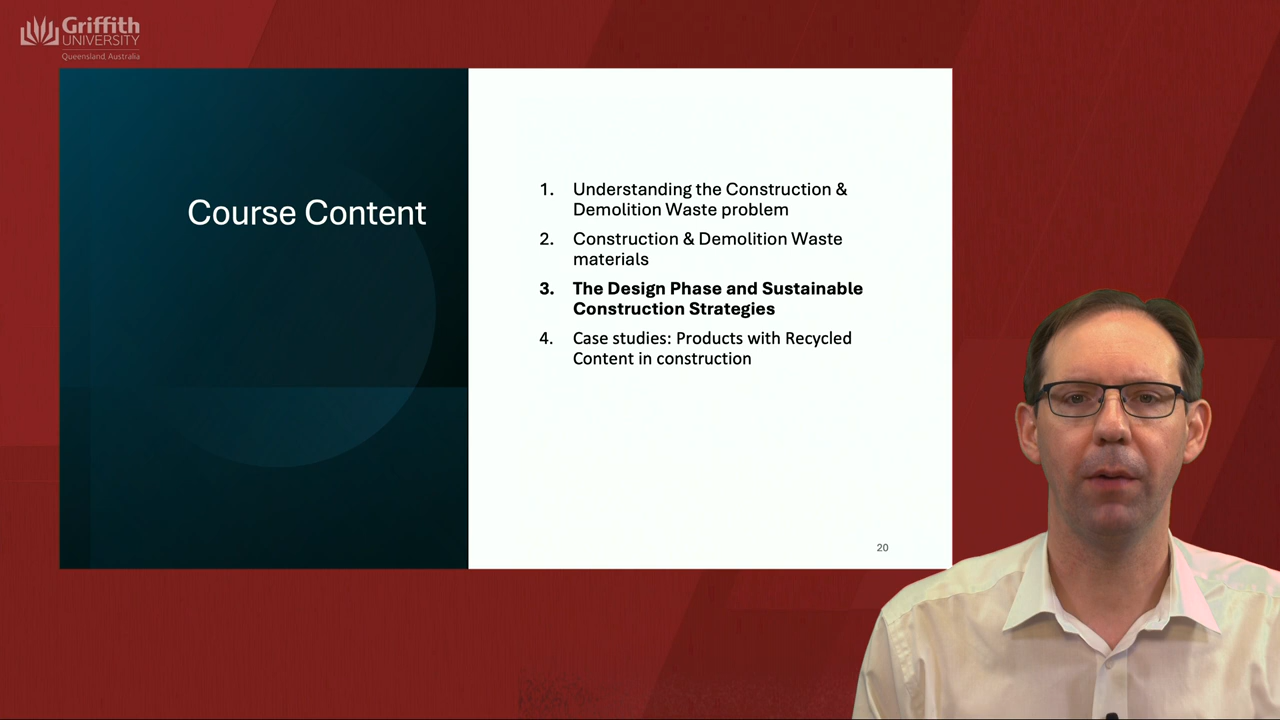 Griffith
UNIVERSITY
Queensland Australia
Course Content
1. Understanding the Construction &
Demolition Waste problem
2. Construction & Demolition Waste
materials
3. The Design Phase and Sustainable
Construction Strategies
4. Case studies: Products with Recycled
Content in construction
20